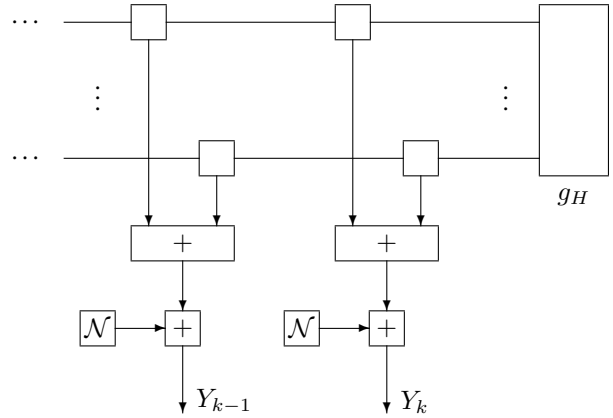 ⋯
⋮ ⋮
⋯
g_H
+ +
𝒩 + 𝒩 +
Y_{k−1} Y_k